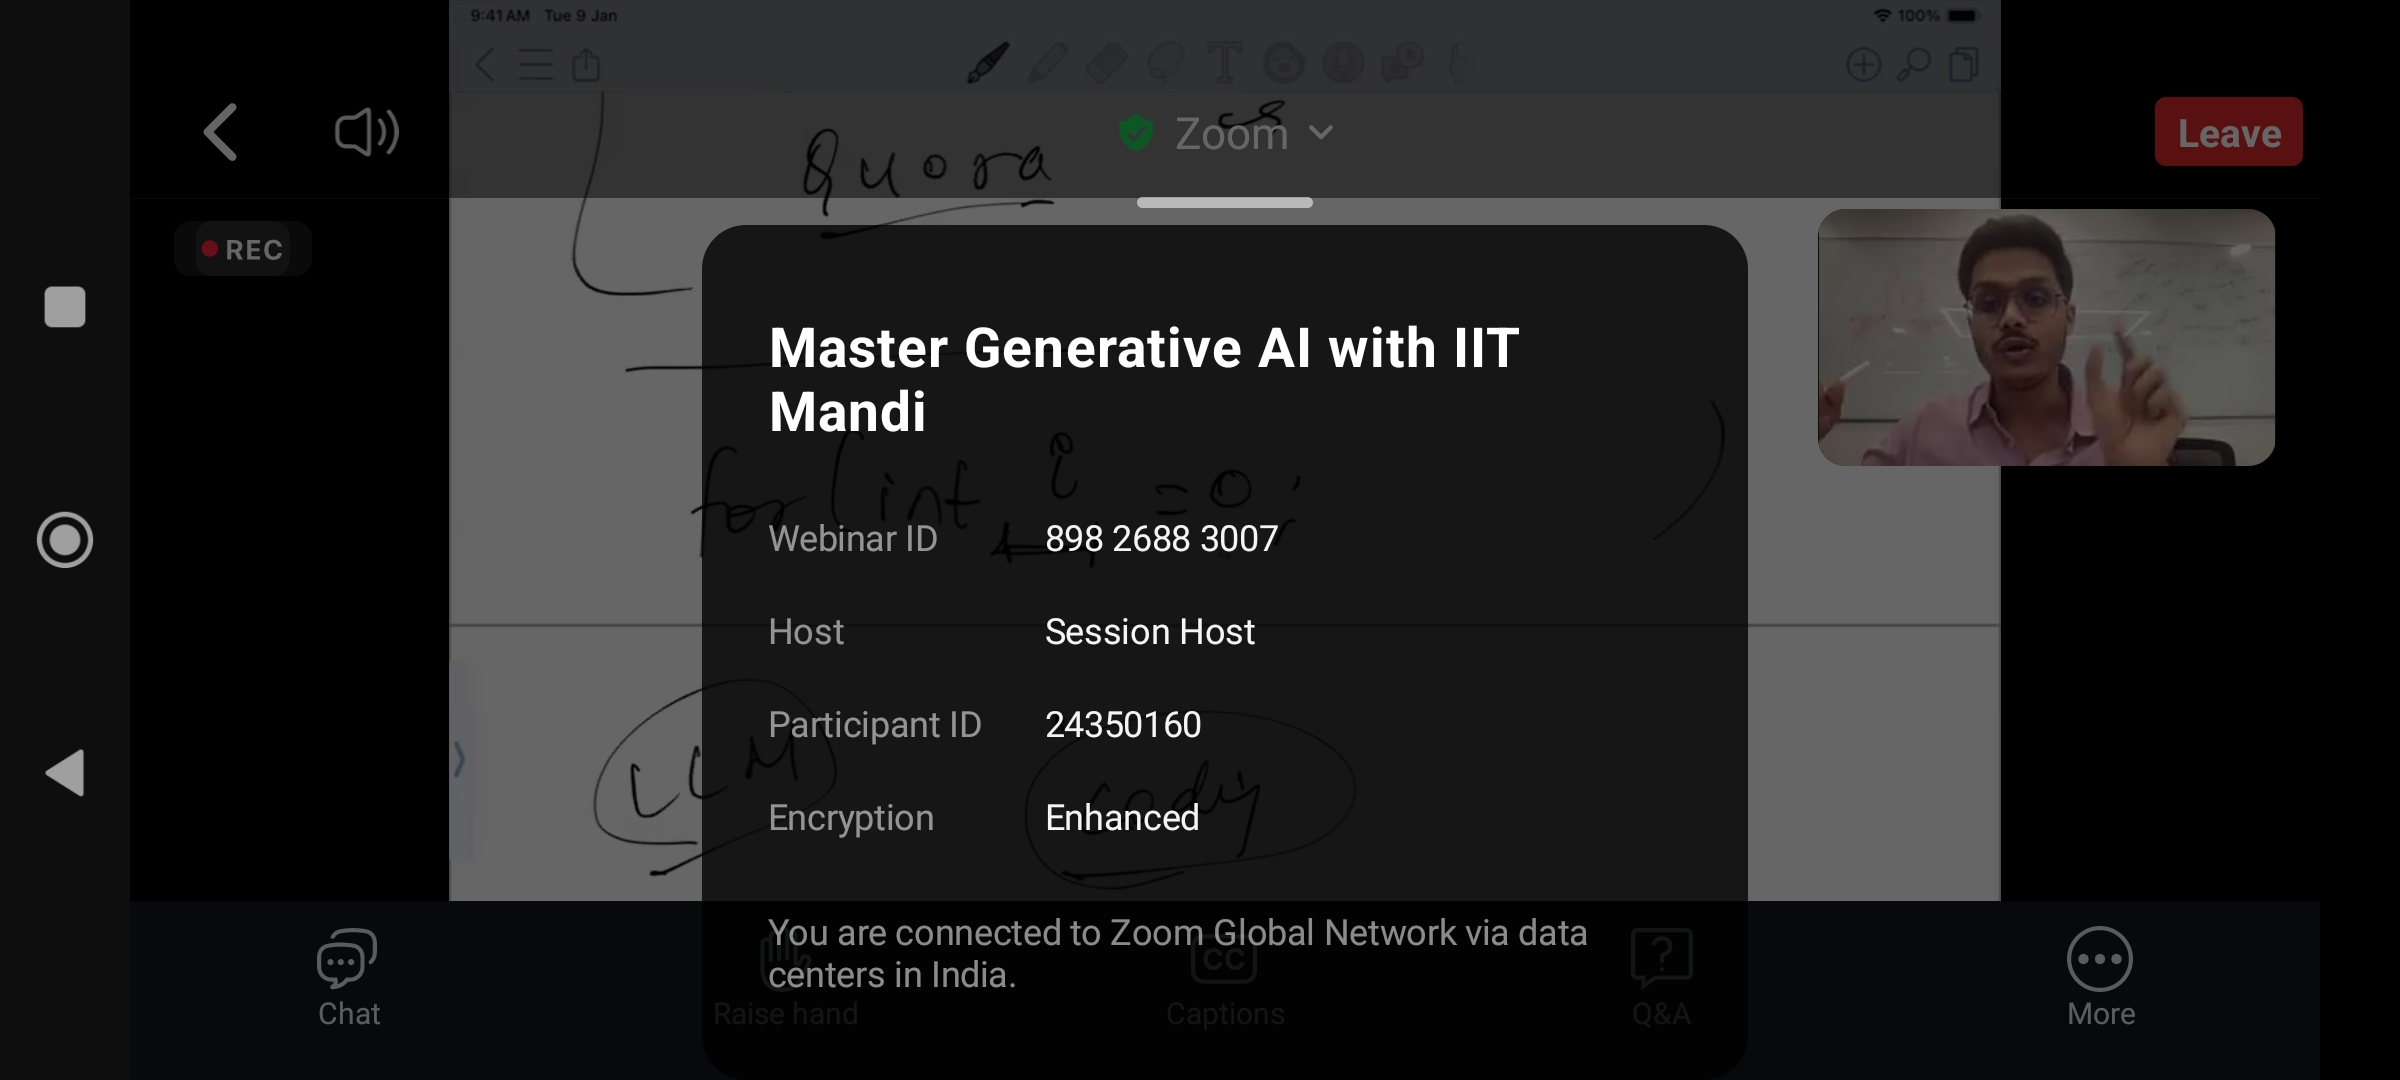 9:41 AM Tue 9 Jan
100%
Zoom
Leave
cs
Quora
REC
Master Generative AI with IIT
Mandi
for ( int i = 0 ; )
Webinar ID 898 2688 3007
Host Session Host
Participant ID 24350160
LLM
Encryption Enhanced
You are connected to Zoom Global Network via data
centers in India.
Chat
Raise hand
CC
Captions
Q&A
More